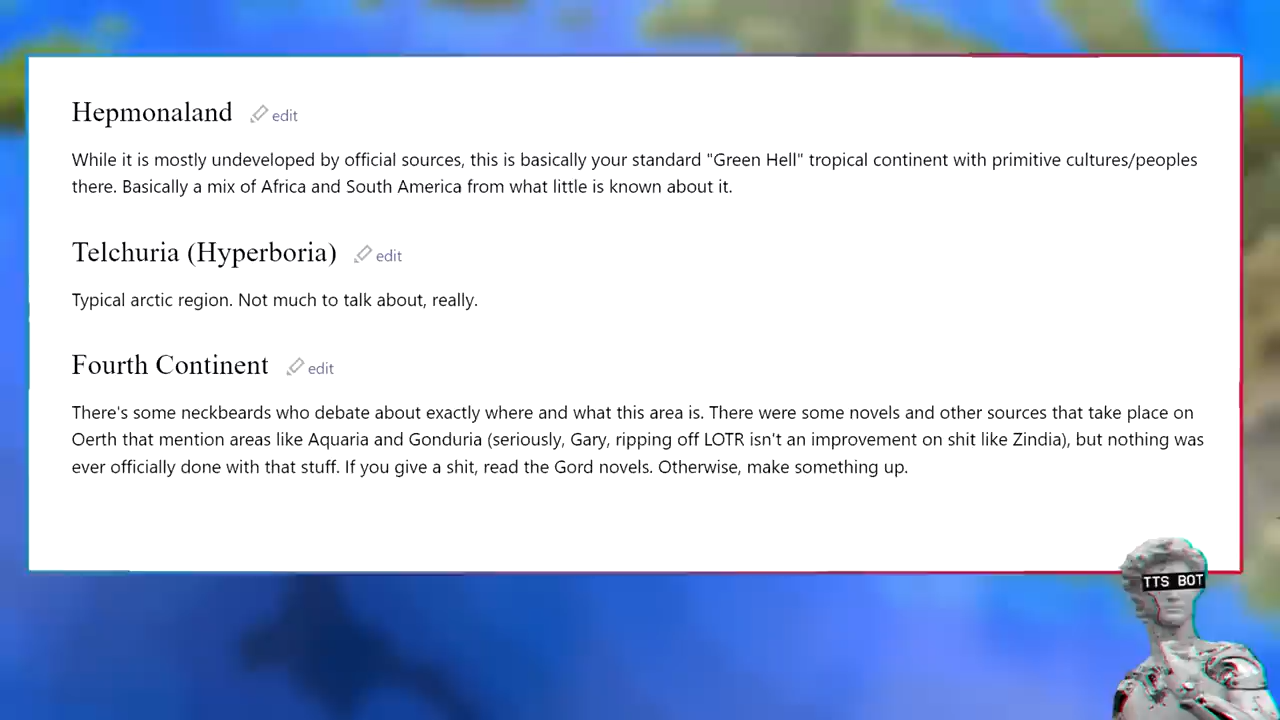 Hepmonaland edit
While it is mostly undeveloped by official sources, this is basically your standard "Green Hell" tropical continent with primitive cultures/peoples
there. Basically a mix of Africa and South America from what little is known about it.
Telchuria (Hyperboria) edit
Typical arctic region. Not much to talk about, really.
Fourth Continent edit
There's some neckbeards who debate about exactly where and what this area is. There were some novels and other sources that take place on
Oerth that mention areas like Aquaria and Gonduria (seriously, Gary, ripping off LOTR isn't an improvement on shit like Zindia), but nothing was
ever officially done with that stuff. If you give a shit, read the Gord novels. Otherwise, make something up.
TTS BOT